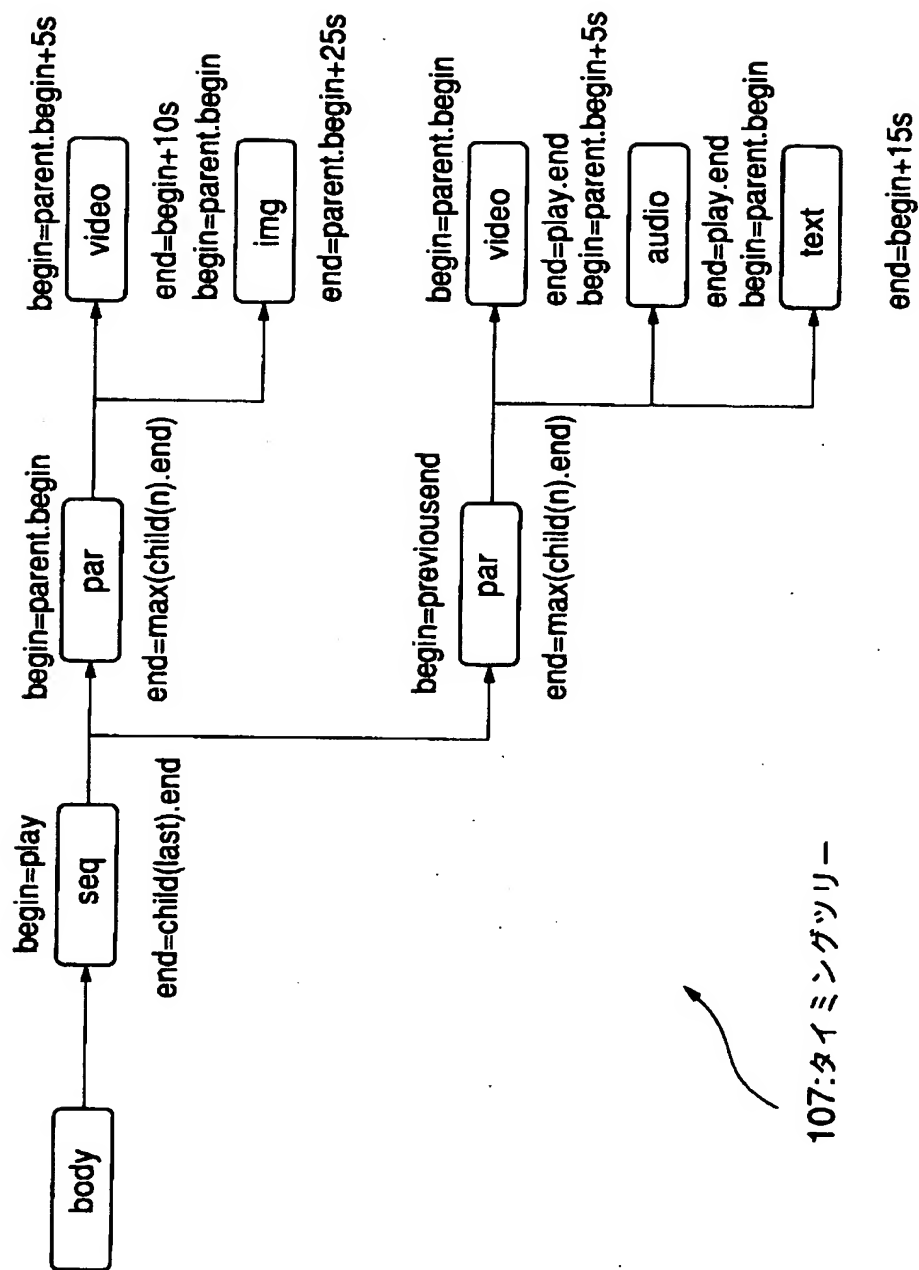 body
begin=play
seq
end=child(last).end
begin=parent.begin
par
end=max(child(n).end)
begin=parent.begin+5s
video
end=begin+10s
begin=parent.begin
img
end=parent.begin+25s
begin=previousend
par
end=max(child(n).end)
begin=parent.begin
video
end=play.end
begin=parent.begin+5s
audio
end=play.end
begin=parent.begin
text
end=begin+15s
107:タイミングツリー